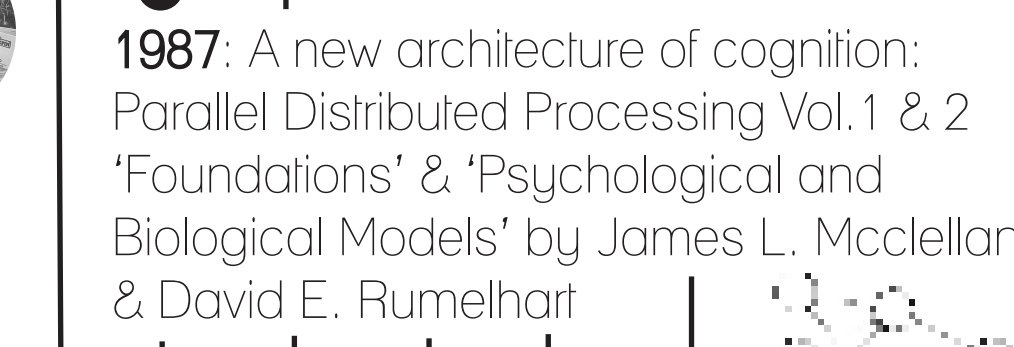 1987: A new architecture of cognition:
Parallel Distributed Processing Vol.1 & 2
‘Foundations’ & ‘Psychological and
Biological Models’ by James L. Mcclellan
& David E. Rumelhart